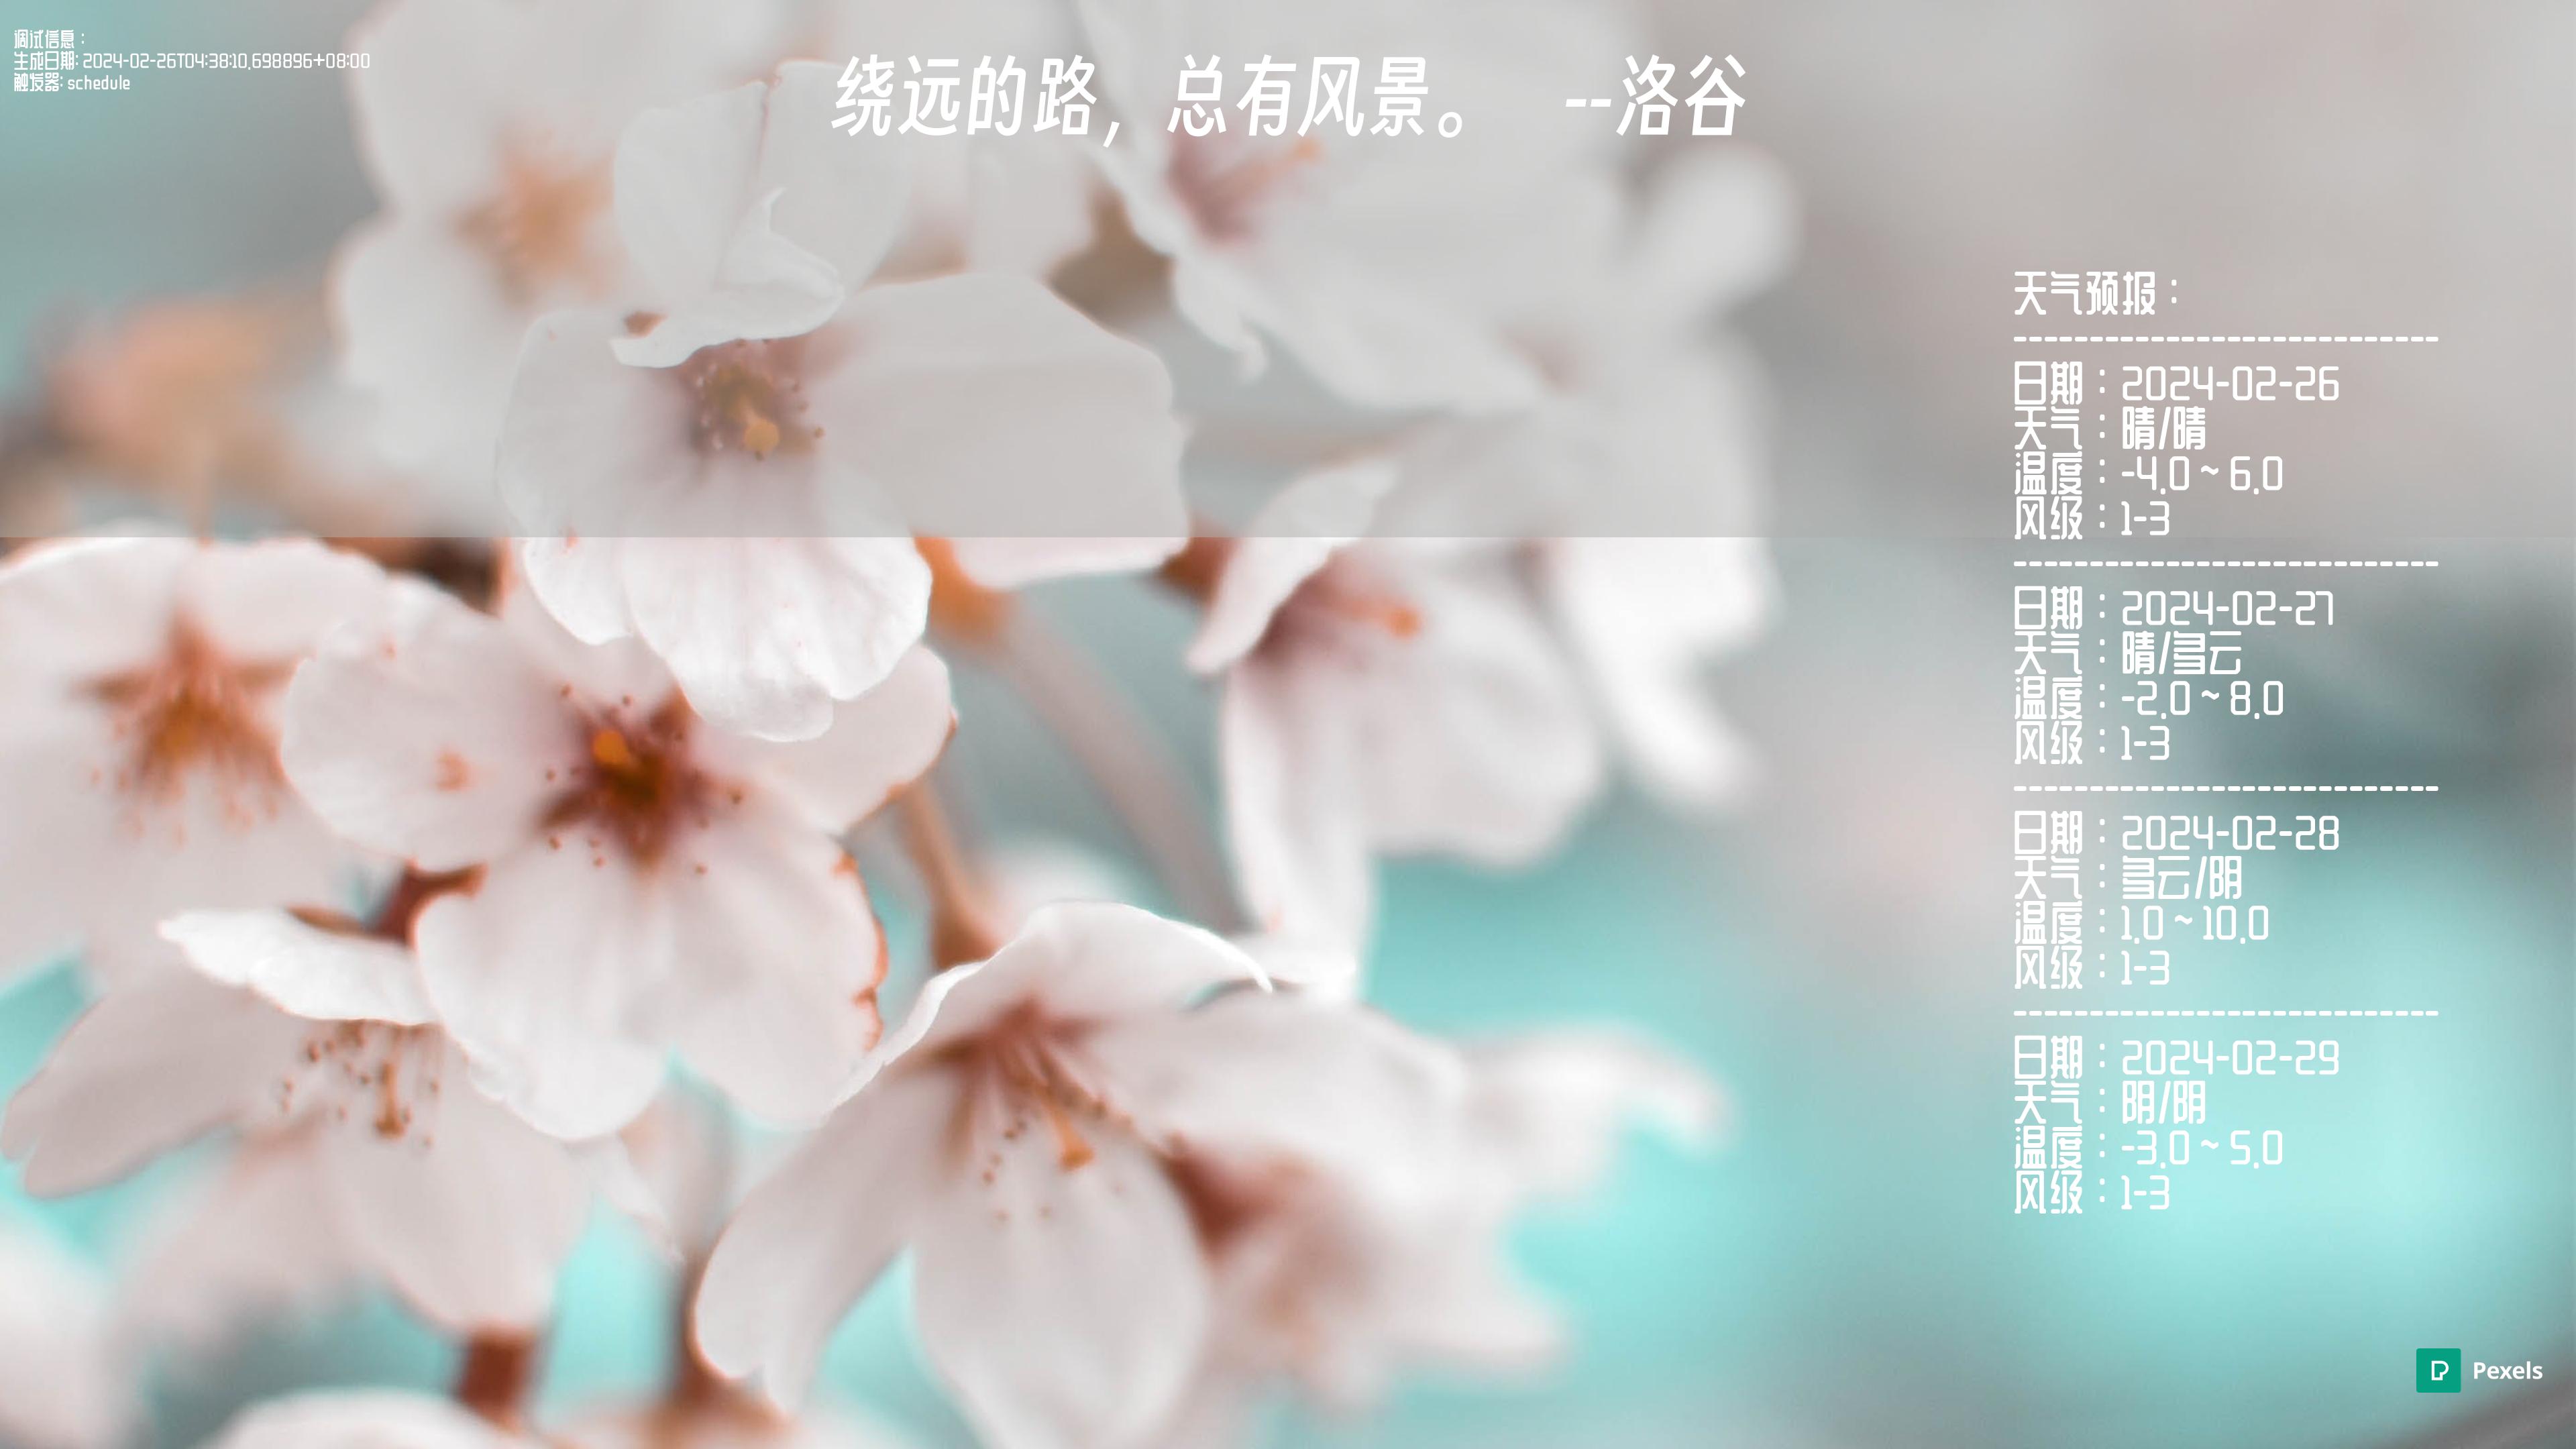 调试信息：
生成日期: 2024-02-26T04:38:10.698896+08:00
触发器: schedule
绕远的路，总有风景。 --洛谷
天气预报：
----------------------------
日期：2024-02-26
天气：晴/晴
温度：-4.0 ~ 6.0
风级：1-3
----------------------------
日期：2024-02-27
天气：晴/多云
温度：-2.0 ~ 8.0
风级：1-3
----------------------------
日期：2024-02-28
天气：多云/阴
温度：1.0 ~ 10.0
风级：1-3
----------------------------
日期：2024-02-29
天气：阴/阴
温度：-3.0 ~ 5.0
风级：1-3
Pexels